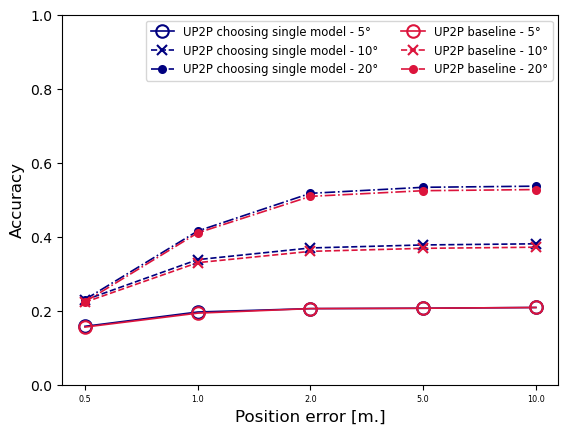 UP2P choosing single model - 5°
UP2P choosing single model - 10°
UP2P choosing single model - 20°
UP2P baseline - 5°
UP2P baseline - 10°
UP2P baseline - 20°
1.0
0.8
0.6
0.4
0.2
0.0
Accuracy
0.5 1.0 2.0 5.0 10.0
Position error [m.]